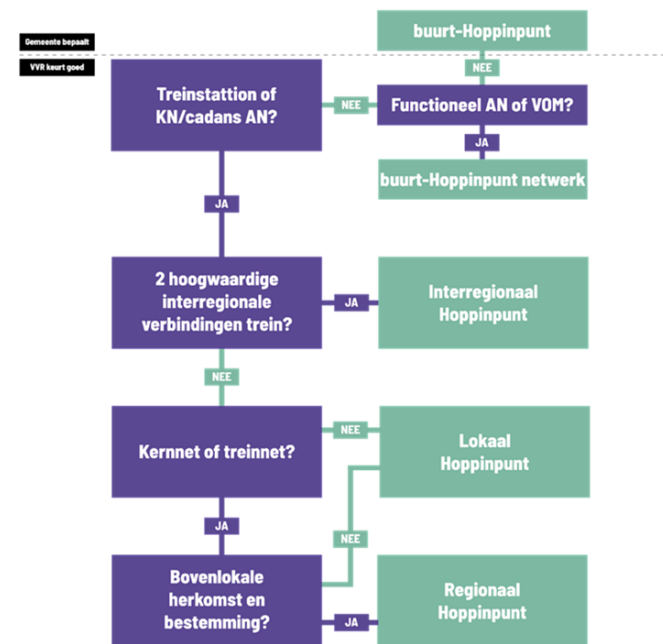 buurt-Hoppinpunt
Gemeente bepaalt
VVR keurt goed
NEE
Treinstattion of
KN/cadans AN?
NEE
Functioneel AN of VOM?
JA
buurt-Hoppinpunt netwerk
JA
2 hoogwaardige
interregionale
verbindingen trein?
JA
Interregionaal
Hoppinpunt
NEE
Kernnet of treinnet?
NEE
Lokaal
Hoppinpunt
JA
NEE
Bovenlokale
herkomst en
bestemming?
JA
Regionaal
Hoppinpunt